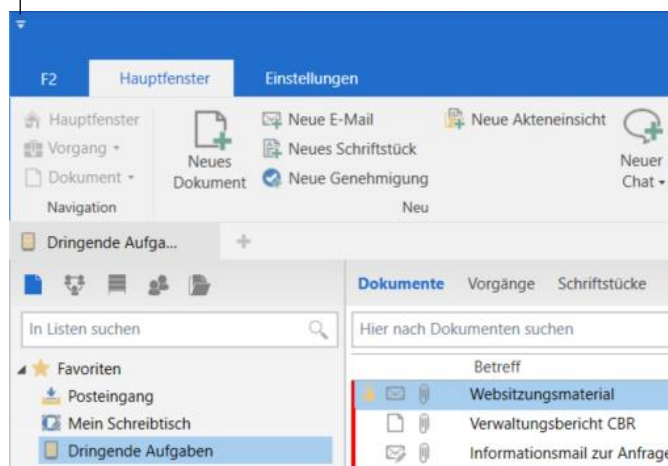 F2 Hauptfenster Einstellungen
Hauptfenster
Vorgang
Dokument
Navigation
Neues
Dokument
Neue E-Mail
Neues Schriftstück
Neue Genehmigung
Neue Akteneinsicht
Neuer
Chat
Neu
Dringende Aufga...
In Listen suchen
Favoriten
Posteingang
Mein Schreibtisch
Dringende Aufgaben
Dokumente Vorgänge Schriftstücke
Hier nach Dokumenten suchen
Betreff
Websitzungsmaterial
Verwaltungsbericht CBR
Informationsmail zur Anfrage